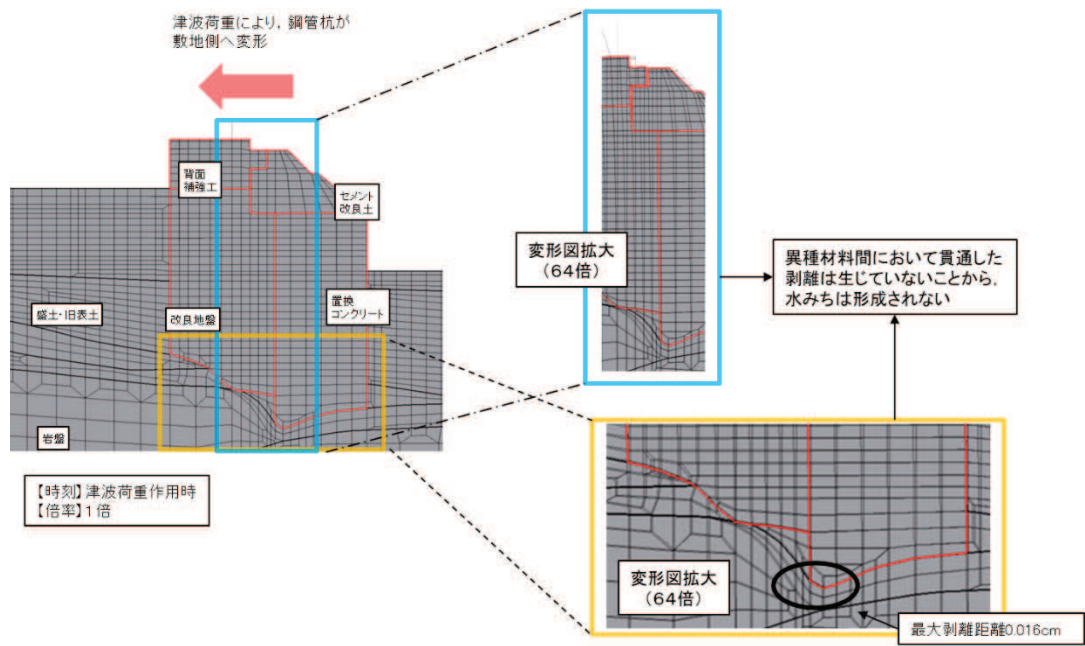 津波荷重により，鋼管杭が
敷地側へ変形
背面
補強工
セメント
改良土
盛土・旧表土
改良地盤
置換
コンクリート
岩盤
【時刻】津波荷重作用時
【倍率】1倍
変形図拡大
（64倍）
異種材料間において貫通した
剥離は生じていないことから，
水みちは形成されない
変形図拡大
（64倍）
最大剥離距離0.016cm